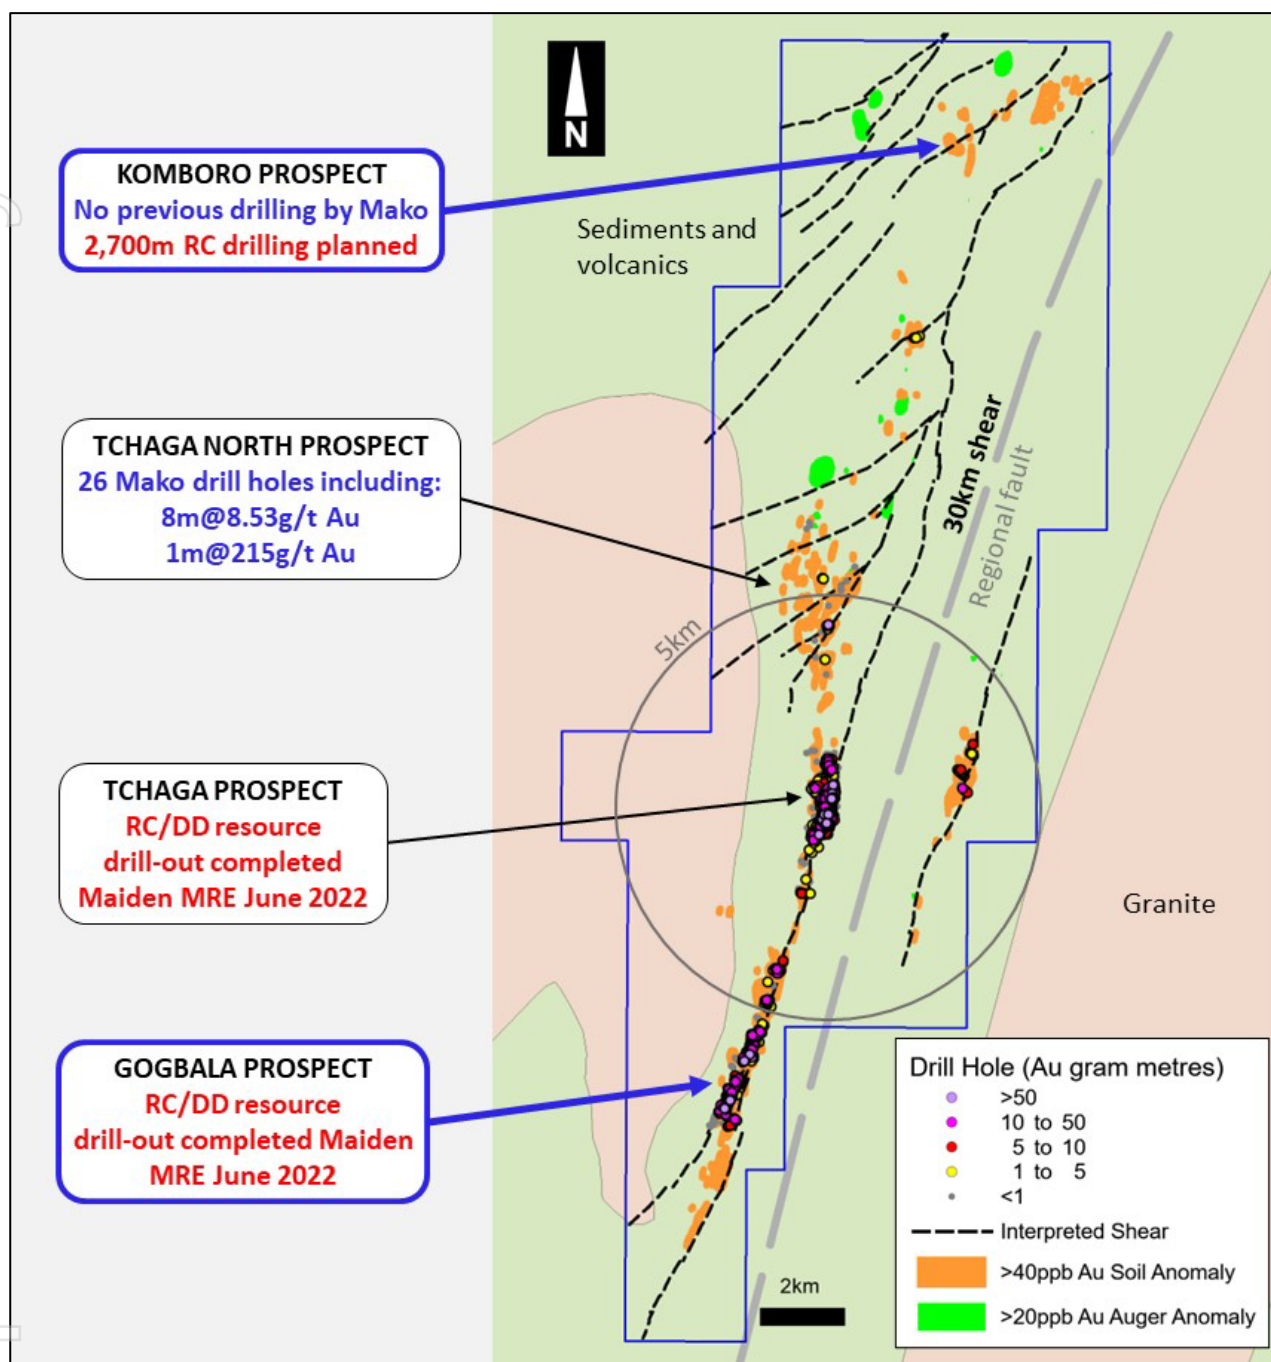 N
KOMBORO PROSPECT
No previous drilling by Mako
2,700m RC drilling planned
Sediments and
volcanics
TCHAGA NORTH PROSPECT
26 Mako drill holes including:
8m@8.53g/t Au
1m@215g/t Au
30km shear
Regional fault
5km
TCHAGA PROSPECT
RC/DD resource
drill-out completed
Maiden MRE June 2022
Granite
GOGBALA PROSPECT
RC/DD resource
drill-out completed Maiden
MRE June 2022
2km
Drill Hole (Au gram metres)
>50
10 to 50
5 to 10
1 to 5
<1
Interpreted Shear
>40ppb Au Soil Anomaly
>20ppb Au Auger Anomaly